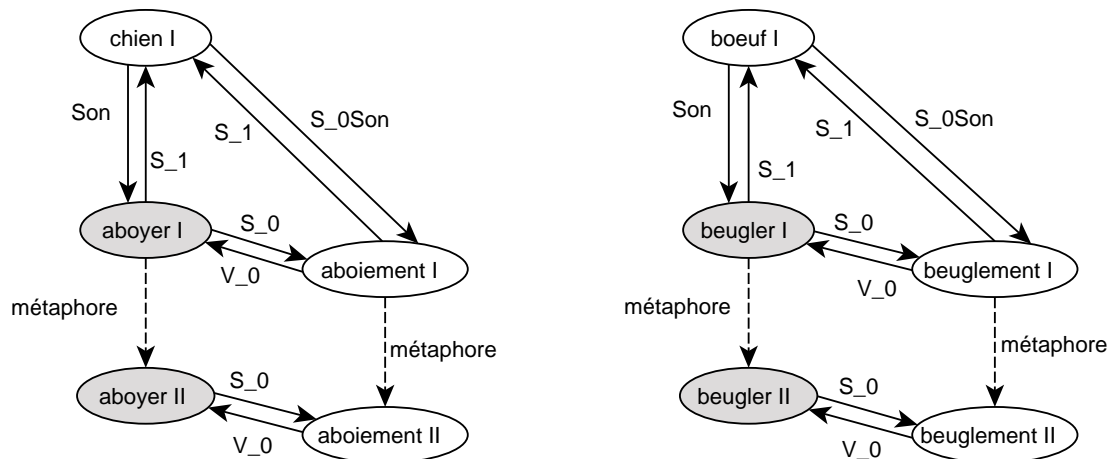 chien I
boeuf I
Son
S_0Son
S_1
S_1
Son
S_0Son
S_1
S_1
aboyer I
S_0
V_0
aboiement I
beugler I
S_0
V_0
beuglement I
métaphore
métaphore
métaphore
métaphore
aboyer II
S_0
V_0
aboiement II
beugler II
S_0
V_0
beuglement II